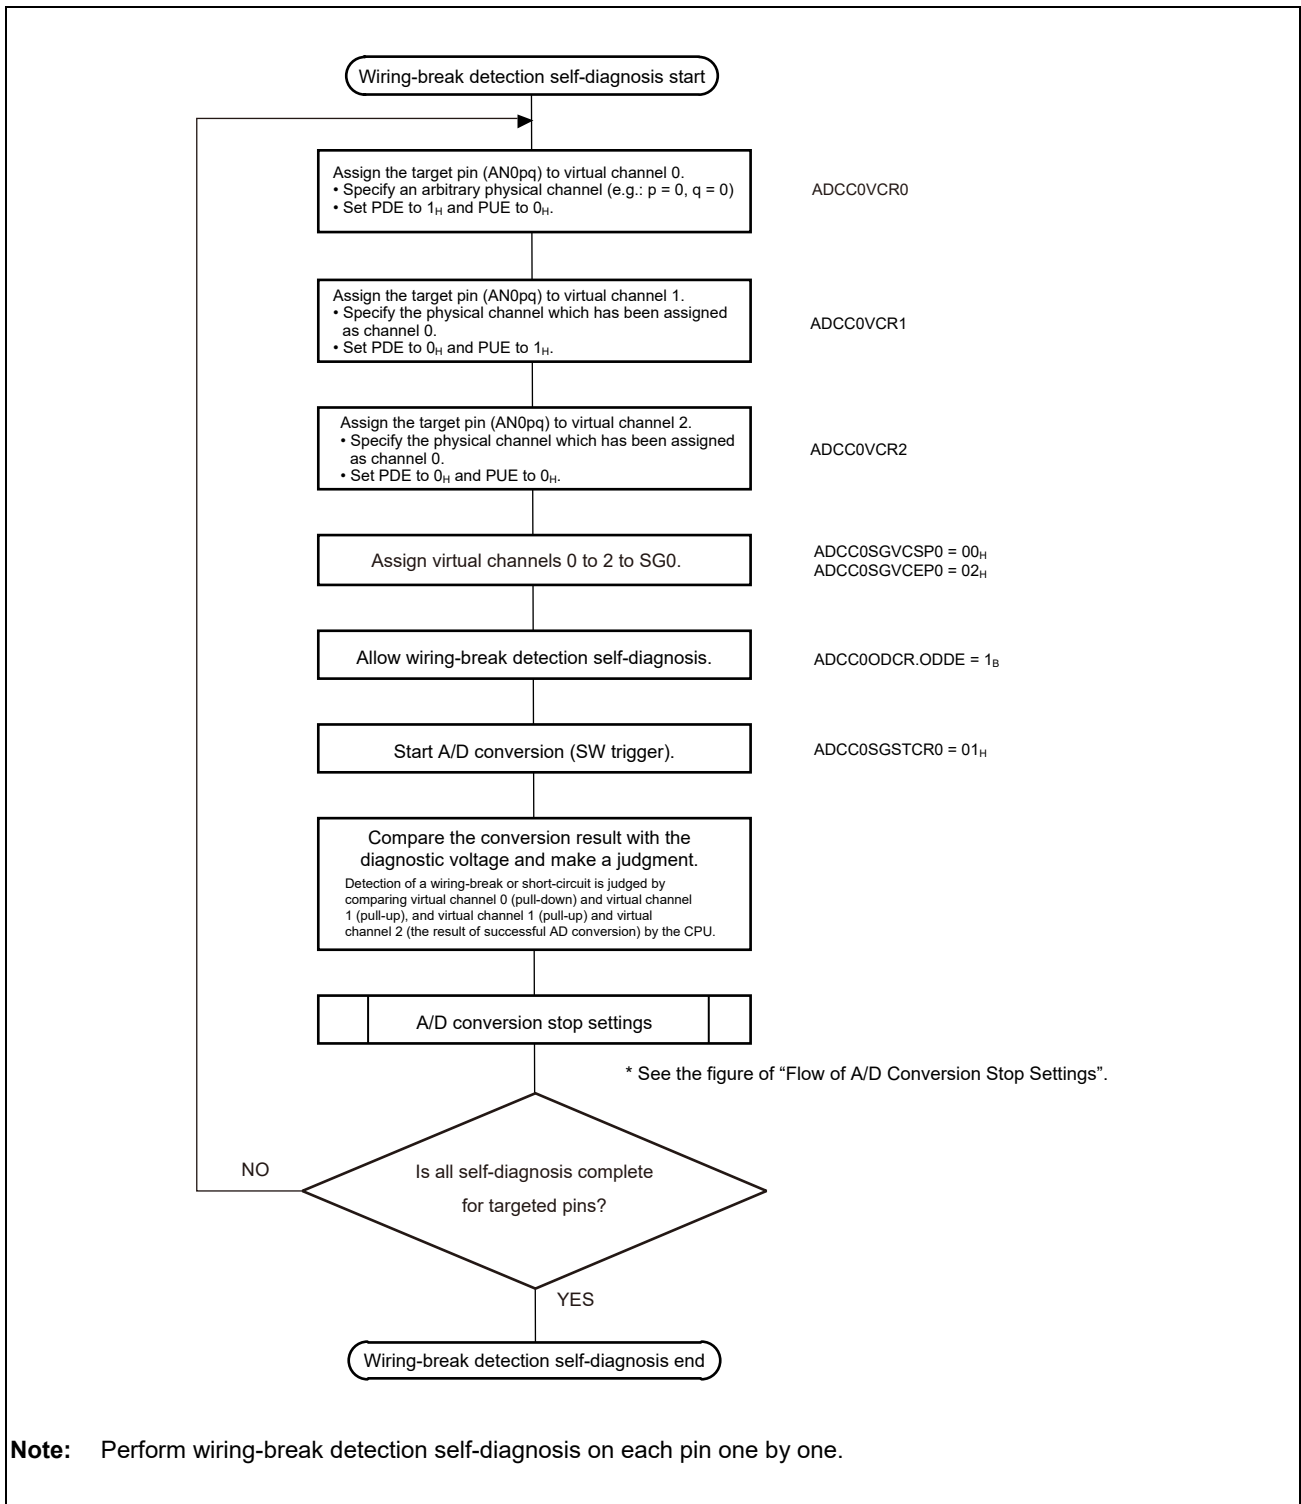 Wiring-break detection self-diagnosis start
Assign the target pin (AN0pq) to virtual channel 0.
• Specify an arbitrary physical channel (e.g.: p = 0, q = 0)
• Set PDE to 1H and PUE to 0H.
ADCC0VCR0
Assign the target pin (AN0pq) to virtual channel 1.
• Specify the physical channel which has been assigned
as channel 0.
• Set PDE to 0H and PUE to 1H.
ADCC0VCR1
Assign the target pin (AN0pq) to virtual channel 2.
• Specify the physical channel which has been assigned
as channel 0.
• Set PDE to 0H and PUE to 0H.
ADCC0VCR2
Assign virtual channels 0 to 2 to SG0.
ADCC0SGVCSP0 = 00H
ADCC0SGVCEP0 = 02H
Allow wiring-break detection self-diagnosis.
ADCC0ODCR.ODDE = 1B
Start A/D conversion (SW trigger).
ADCC0SGSTCR0 = 01H
Compare the conversion result with the
diagnostic voltage and make a judgment.
Detection of a wiring-break or short-circuit is judged by
comparing virtual channel 0 (pull-down) and virtual channel
1 (pull-up), and virtual channel 1 (pull-up) and virtual
channel 2 (the result of successful AD conversion) by the CPU.
A/D conversion stop settings
* See the figure of “Flow of A/D Conversion Stop Settings”.
NO
Is all self-diagnosis complete
for targeted pins?
YES
Wiring-break detection self-diagnosis end
Note: Perform wiring-break detection self-diagnosis on each pin one by one.